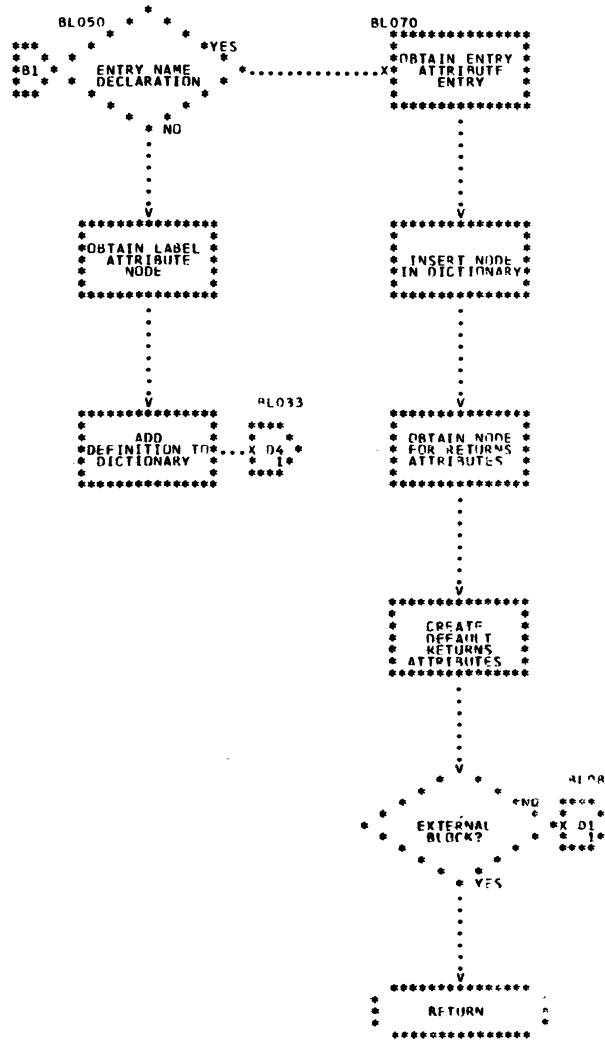 BL050
BL070
YES
B1
ENTRY NAME
DECLARATION
X
OBTAIN ENTRY
ATTRIBUTE
ENTRY
NO
V
V
OBTAIN LABEL
ATTRIBUTE
NODE
INSERT NODE
IN DICTIONARY
V
V
BL033
ADD
DEFINITION TO
DICTIONARY
X D4
1
OBTAIN NODE
FOR RETURNS
ATTRIBUTES
V
CREATE
DEFAULT
RETURNS
ATTRIBUTES
V
BL08
NO
EXTERNAL
BLOCK?
X D1
1
YES
V
RETURN